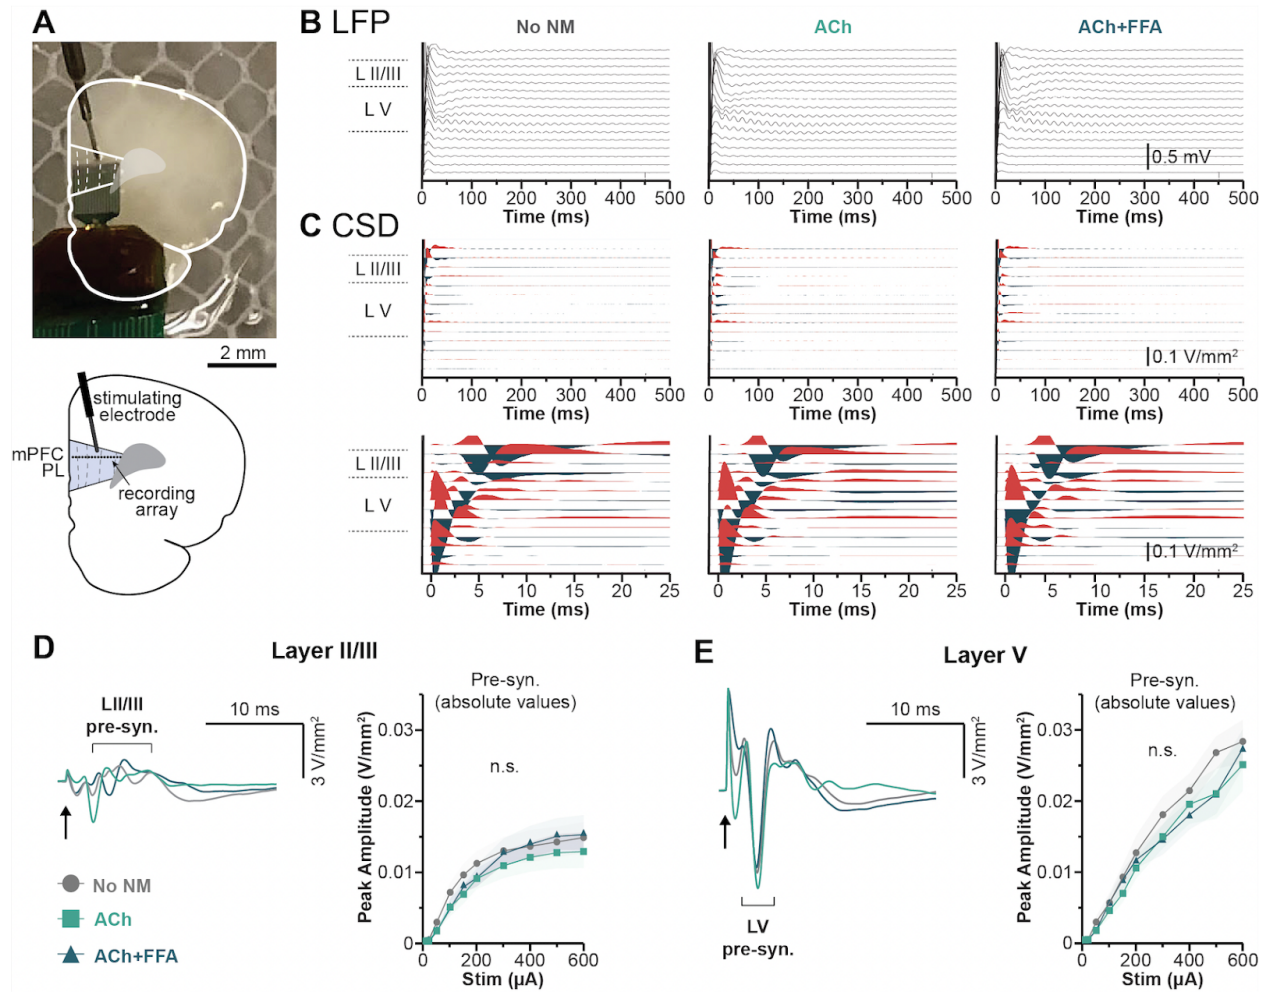 A
2 mm
stimulating
electrode
mPFC
PL
recording
array
B LFP
No NM
ACh
ACh+FFA
L II/III
L V
0.5 mV
0 100 200 300 400 500
0 100 200 300 400 500
0 100 200 300 400 500
Time (ms)
Time (ms)
Time (ms)
C CSD
L II/III
L V
0.1 V/mm²
0 100 200 300 400 500
0 100 200 300 400 500
0 100 200 300 400 500
Time (ms)
Time (ms)
Time (ms)
L II/III
L V
0.1 V/mm²
0 5 10 15 20 25
0 5 10 15 20 25
0 5 10 15 20 25
Time (ms)
Time (ms)
Time (ms)
D
Layer II/III
LII/III
pre-syn.
10 ms
3 V/mm²
No NM
ACh
ACh+FFA
Pre-syn.
(absolute values)
n.s.
Peak Amplitude (V/mm²)
0.03
0.02
0.01
0
0 200 400 600
Stim (µA)
E
Layer V
10 ms
3 V/mm²
LV
pre-syn.
Pre-syn.
(absolute values)
n.s.
Peak Amplitude (V/mm²)
0.03
0.02
0.01
0
0 200 400 600
Stim (µA)